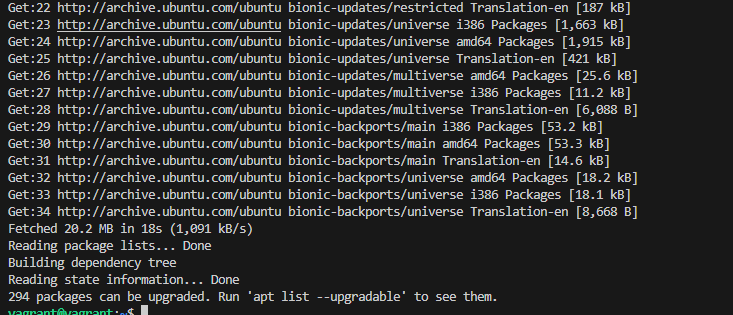 Get:22 http://archive.ubuntu.com/ubuntu bionic-updates/restricted Translation-en [187 kB]
Get:23 http://archive.ubuntu.com/ubuntu bionic-updates/universe i386 Packages [1,663 kB]
Get:24 http://archive.ubuntu.com/ubuntu bionic-updates/universe amd64 Packages [1,915 kB]
Get:25 http://archive.ubuntu.com/ubuntu bionic-updates/universe Translation-en [421 kB]
Get:26 http://archive.ubuntu.com/ubuntu bionic-updates/multiverse amd64 Packages [25.6 kB]
Get:27 http://archive.ubuntu.com/ubuntu bionic-updates/multiverse i386 Packages [11.2 kB]
Get:28 http://archive.ubuntu.com/ubuntu bionic-updates/multiverse Translation-en [6,088 B]
Get:29 http://archive.ubuntu.com/ubuntu bionic-backports/main i386 Packages [53.2 kB]
Get:30 http://archive.ubuntu.com/ubuntu bionic-backports/main amd64 Packages [53.3 kB]
Get:31 http://archive.ubuntu.com/ubuntu bionic-backports/main Translation-en [14.6 kB]
Get:32 http://archive.ubuntu.com/ubuntu bionic-backports/universe amd64 Packages [18.2 kB]
Get:33 http://archive.ubuntu.com/ubuntu bionic-backports/universe i386 Packages [18.1 kB]
Get:34 http://archive.ubuntu.com/ubuntu bionic-backports/universe Translation-en [8,668 B]
Fetched 20.2 MB in 18s (1,091 kB/s)
Reading package lists... Done
Building dependency tree
Reading state information... Done
294 packages can be upgraded. Run 'apt list --upgradable' to see them.
vagrant@vagrant:~$